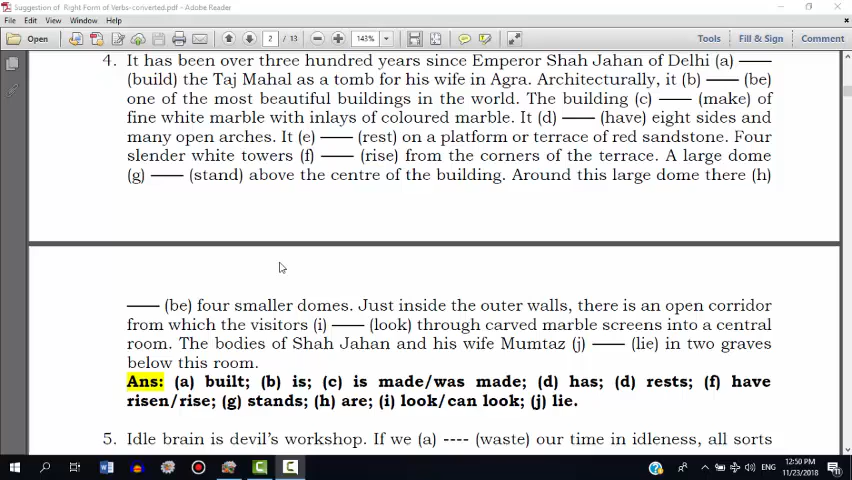 Suggestion of Right Form of Verbs-converted.pdf - Adobe Reader
File Edit View Window Help
Open 2 / 13 143% Tools Fill & Sign Comment
4. It has been over three hundred years since Emperor Shah Jahan of Delhi (a) ——
(build) the Taj Mahal as a tomb for his wife in Agra. Architecturally, it (b) —— (be)
one of the most beautiful buildings in the world. The building (c) —— (make) of
fine white marble with inlays of coloured marble. It (d) —— (have) eight sides and
many open arches. It (e) —— (rest) on a platform or terrace of red sandstone. Four
slender white towers (f) —— (rise) from the corners of the terrace. A large dome
(g) —— (stand) above the centre of the building. Around this large dome there (h)
—— (be) four smaller domes. Just inside the outer walls, there is an open corridor
from which the visitors (i) —— (look) through carved marble screens into a central
room. The bodies of Shah Jahan and his wife Mumtaz (j) —— (lie) in two graves
below this room.
Ans: (a) built; (b) is; (c) is made/was made; (d) has; (d) rests; (f) have
risen/rise; (g) stands; (h) are; (i) look/can look; (j) lie.
5. Idle brain is devil's workshop. If we (a) ---- (waste) our time in idleness, all sorts
ENG
12:50 PM
11/23/2018